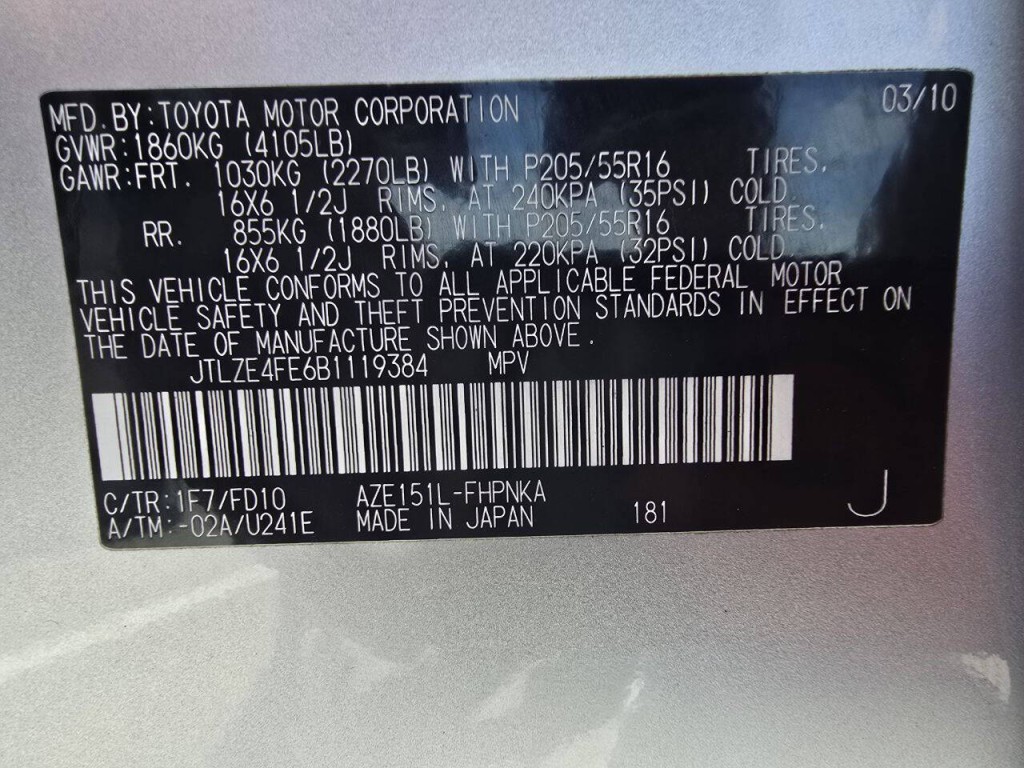 MFD. BY: TOYOTA MOTOR CORPORATION 03/10
GVWR: 1860KG (4105LB)
GAWR: FRT. 1030KG (2270LB) WITH P205/55R16 TIRES,
16X6 1/2J RIMS, AT 240KPA (35PSI) COLD.
RR. 855KG (1880LB) WITH P205/55R16 TIRES,
16X6 1/2J RIMS, AT 220KPA (32PSI) COLD.
THIS VEHICLE CONFORMS TO ALL APPLICABLE FEDERAL MOTOR
VEHICLE SAFETY AND THEFT PREVENTION STANDARDS IN EFFECT ON
THE DATE OF MANUFACTURE SHOWN ABOVE.
JTLZE4FE6B1119384 MPV
C/TR: 1F7/FD10 AZE151L-FHPNKA J
A/TM: -02A/U241E MADE IN JAPAN 181